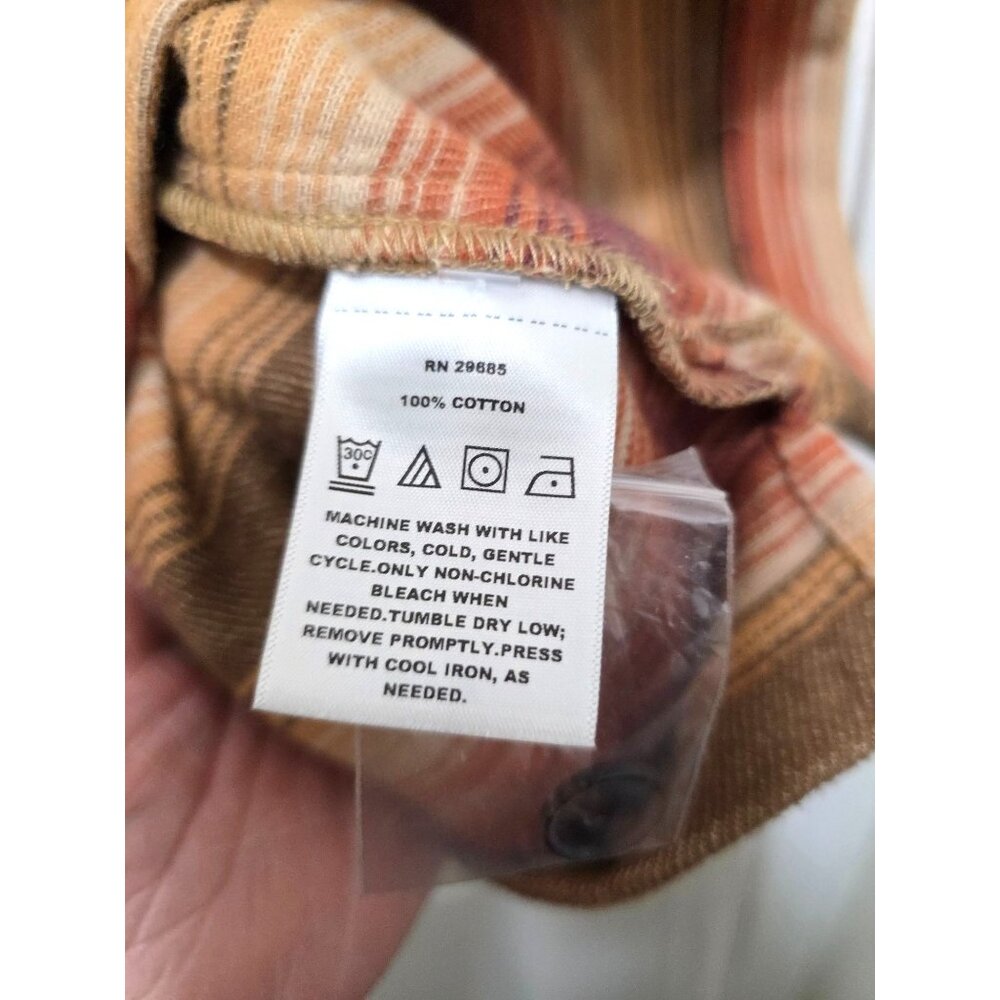 RN 29685
100% COTTON
30C
MACHINE WASH WITH LIKE
COLORS, COLD, GENTLE
CYCLE.ONLY NON-CHLORINE
BLEACH WHEN
NEEDED.TUMBLE DRY LOW;
REMOVE PROMPTLY.PRESS
WITH COOL IRON, AS
NEEDED.